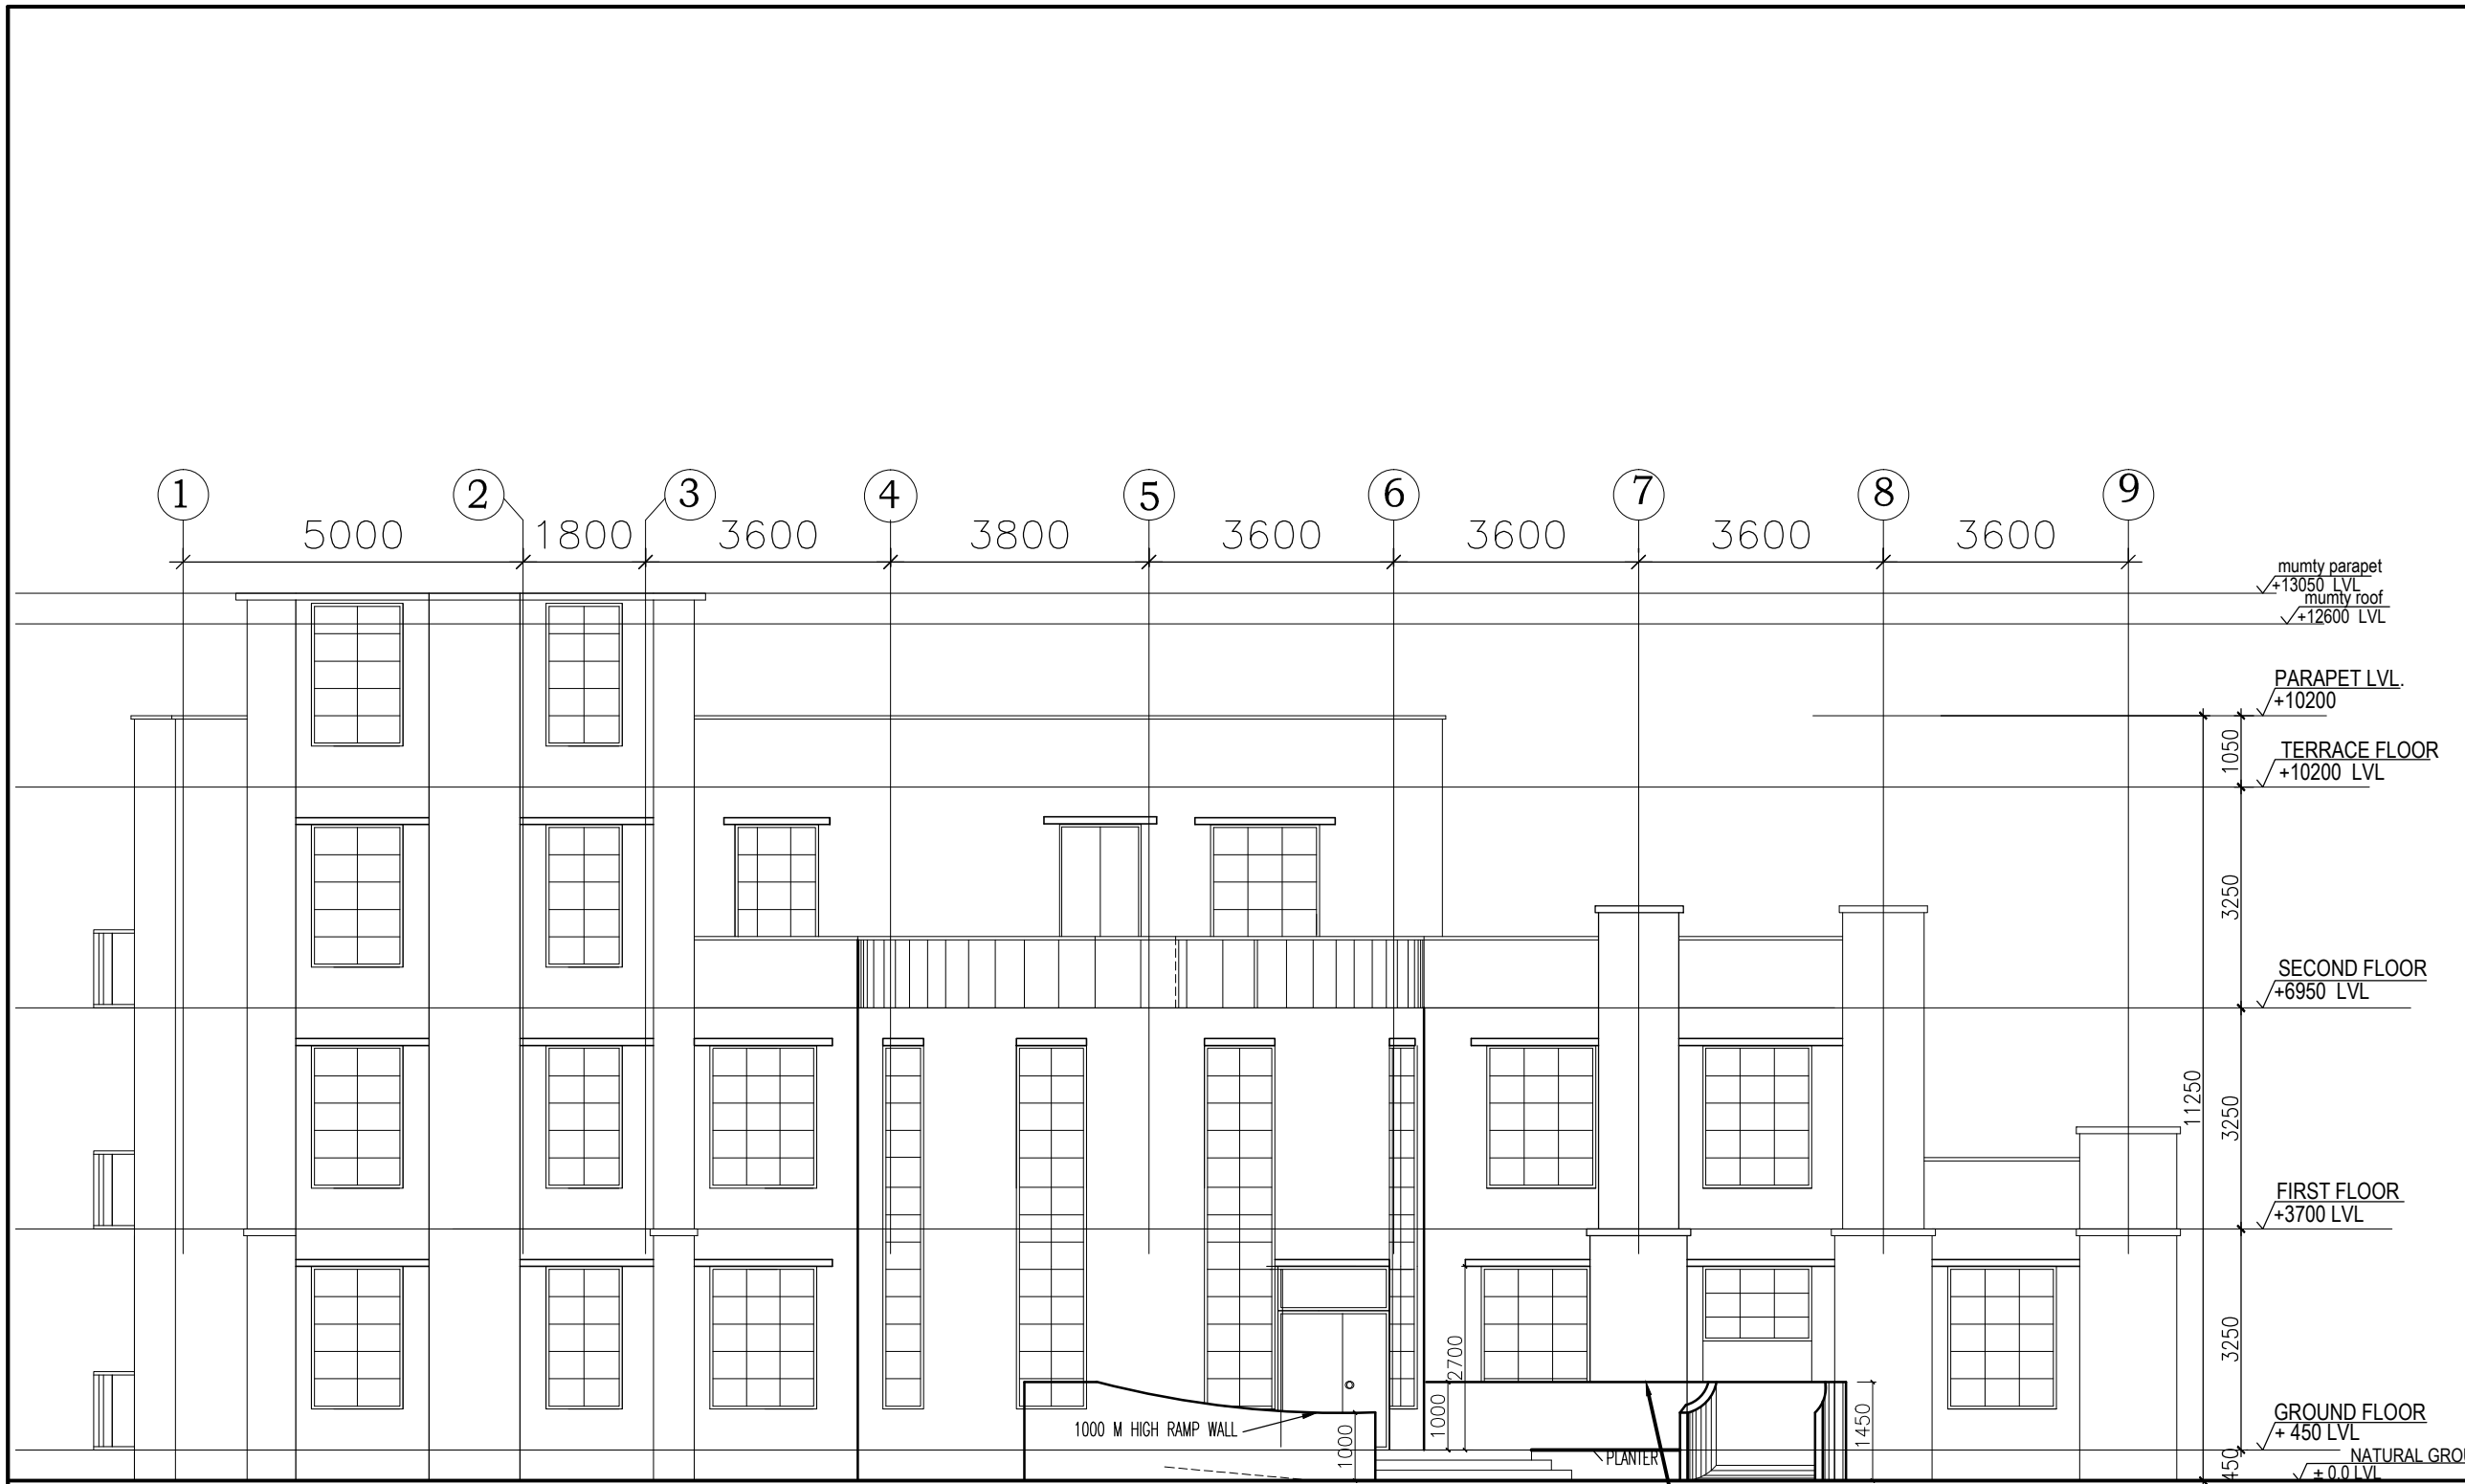 1 2 3 4 5 6 7 8 9
5000 1800 3600 3800 3600 3600 3600 3600
mumty parapet
+13050 LVL
mumty roof
+12600 LVL
PARAPET LVL.
+10200
1050
TERRACE FLOOR
+10200 LVL
3250
SECOND FLOOR
+6950 LVL
11250
3250
FIRST FLOOR
+3700 LVL
3250
2700
1000
1450
GROUND FLOOR
+ 450 LVL
1000 M HIGH RAMP WALL
1000
PLANTER
450
NATURAL GRO
± 0.0 LVL